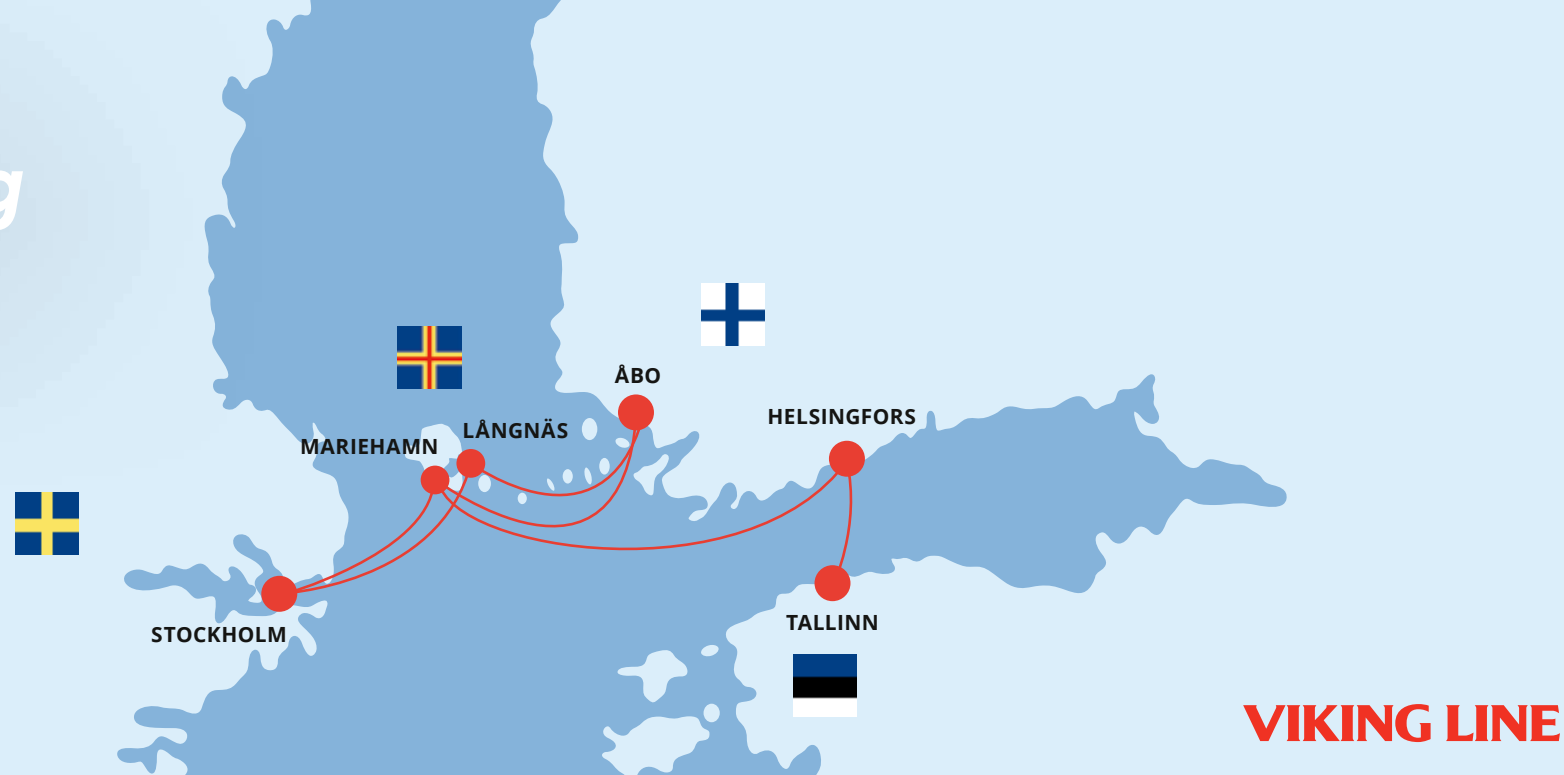 ÅBO
HELSINGFORS
LÅNGNÄS
MARIEHAMN
TALLINN
STOCKHOLM
VIKING LINE